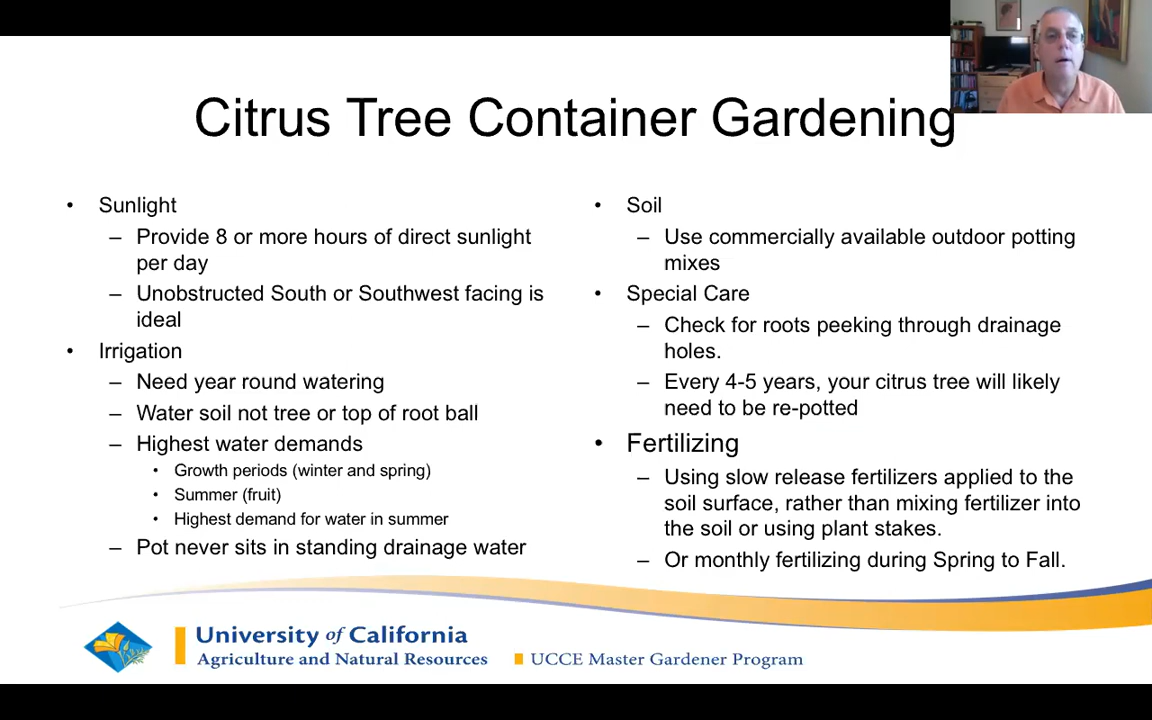 Citrus Tree Container Gardening
• Sunlight
– Provide 8 or more hours of direct sunlight
per day
– Unobstructed South or Southwest facing is
ideal
• Irrigation
– Need year round watering
– Water soil not tree or top of root ball
– Highest water demands
• Growth periods (winter and spring)
• Summer (fruit)
• Highest demand for water in summer
– Pot never sits in standing drainage water
• Soil
– Use commercially available outdoor potting
mixes
• Special Care
– Check for roots peeking through drainage
holes.
– Every 4-5 years, your citrus tree will likely
need to be re-potted
• Fertilizing
– Using slow release fertilizers applied to the
soil surface, rather than mixing fertilizer into
the soil or using plant stakes.
– Or monthly fertilizing during Spring to Fall.
University of California
Agriculture and Natural Resources
UCCE Master Gardener Program